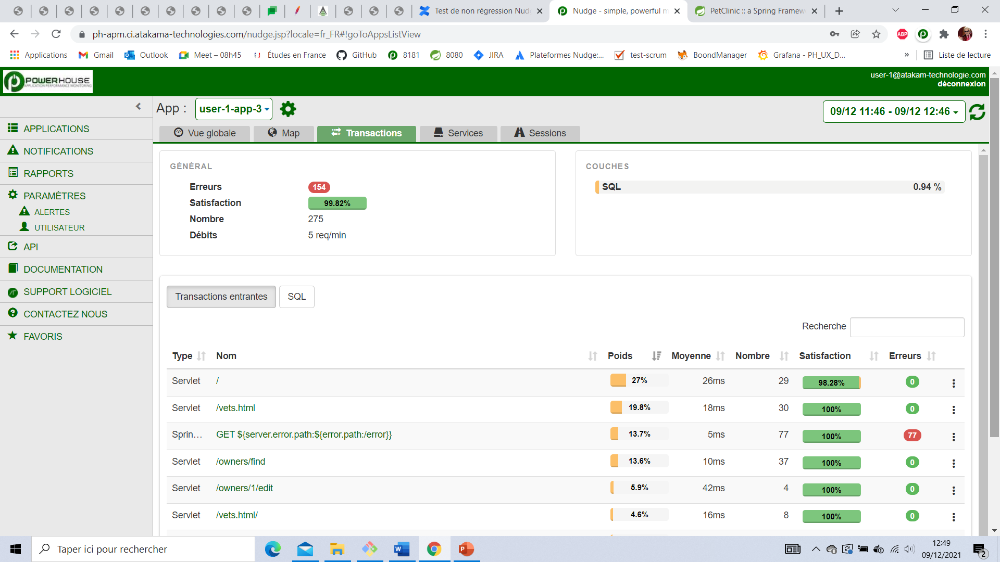 Test de non régression Nud
Nudge - simple, powerful m
PetClinic :: a Spring Framew
ph-apm.ci.atakama-technologies.com/nudge.jsp?locale=fr_FR#!goToAppsListView
ABP
Applications
Gmail
Outlook
Meet – 08h45
Études en France
GitHub
8181
8080
JIRA
Plateformes Nudge:...
test-scrum
BoondManager
Grafana - PH_UX_D...
»
Liste de lecture
POWERHOUSE
APPLICATION PERFORMANCE MONITORING
user-1@atakam-technologie.com
déconnexion
App :
user-1-app-3
09/12 11:46 - 09/12 12:46
APPLICATIONS
NOTIFICATIONS
RAPPORTS
PARAMÈTRES
ALERTES
UTILISATEUR
API
DOCUMENTATION
SUPPORT LOGICIEL
CONTACTEZ NOUS
FAVORIS
Vue globale
Map
Transactions
Services
Sessions
GÉNÉRAL
Erreurs 154
Satisfaction 99.82%
Nombre 275
Débits 5 req/min
COUCHES
SQL 0.94 %
Transactions entrantes
SQL
Recherche
Type Nom Poids Moyenne Nombre Satisfaction Erreurs
Servlet / 27% 26ms 29 98.28% 0
Servlet /vets.html 19.8% 18ms 30 100% 0
Sprin... GET ${server.error.path:${error.path:/error}} 13.7% 5ms 77 100% 77
Servlet /owners/find 13.6% 10ms 37 100% 0
Servlet /owners/1/edit 5.9% 42ms 4 100% 0
Servlet /vets.html/ 4.6% 16ms 8 100% 0
Taper ici pour rechercher
12:49
09/12/2021
2